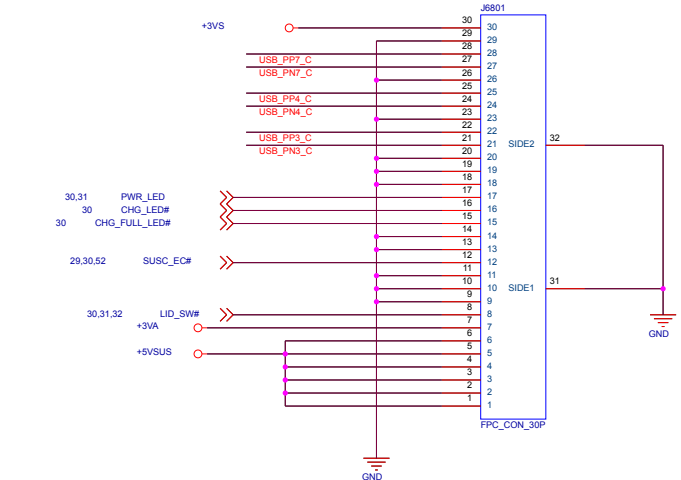 J6801
+3VS
30 30
29 29
28 28
USB_PP7_C
27 27
USB_PN7_C
26 26
25 25
USB_PP4_C
24 24
USB_PN4_C
23 23
22 22
USB_PP3_C
21 21 SIDE2 32
USB_PN3_C
20 20
19 19
18 18
30,31 PWR_LED 17 17
30 CHG_LED# 16 16
30 CHG_FULL_LED# 15 15
14 14
13 13
29,30,52 SUSC_EC# 12 12
11 11
10 10 SIDE1 31
9 9
30,31,32 LID_SW# 8 8
+3VA 7 7
GND
6 6
+5VSUS 5 5
4 4
3 3
2 2
1 1
FPC_CON_30P
GND